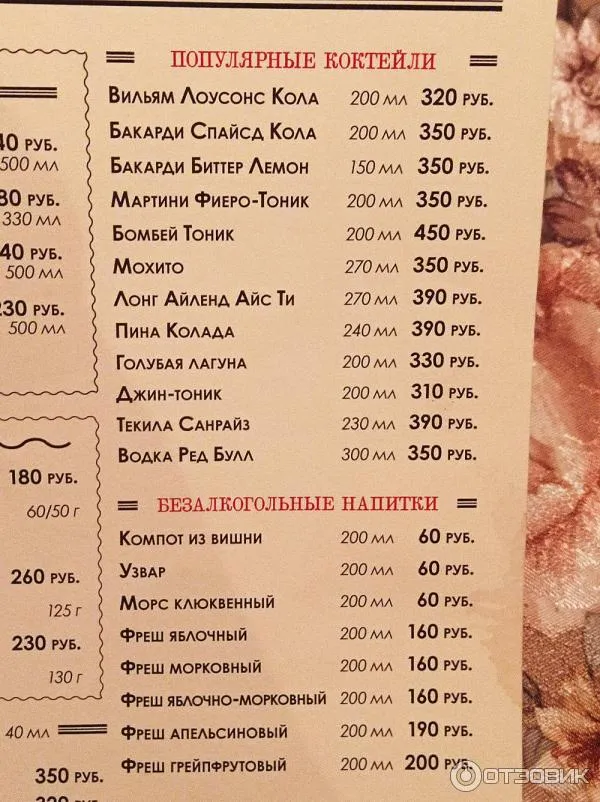 40 РУБ.
500 МЛ
80 РУБ.
330 МЛ
40 РУБ.
500 МЛ
230 РУБ.
500 МЛ
180 РУБ.
60/50 Г
260 РУБ.
125 Г
230 РУБ.
130 Г
40 МЛ
350 РУБ.
ПОПУЛЯРНЫЕ КОКТЕЙЛИ
ВИЛЬЯМ ЛОУСОНС КОЛА 200 МЛ 320 РУБ.
БАКАРДИ СПАЙСД КОЛА 200 МЛ 350 РУБ.
БАКАРДИ БИТТЕР ЛЕМОН 150 МЛ 350 РУБ.
МАРТИНИ ФИЕРО-ТОНИК 200 МЛ 350 РУБ.
БОМБЕЙ ТОНИК 200 МЛ 450 РУБ.
МОХИТО 270 МЛ 350 РУБ.
ЛОНГ АЙЛЕНД АЙС ТИ 270 МЛ 390 РУБ.
ПИНА КОЛАДА 240 МЛ 390 РУБ.
ГОЛУБАЯ ЛАГУНА 200 МЛ 330 РУБ.
ДЖИН-ТОНИК 200 МЛ 310 РУБ.
ТЕКИЛА САНРАЙЗ 230 МЛ 390 РУБ.
ВОДКА РЕД БУЛЛ 300 МЛ 350 РУБ.
БЕЗАЛКОГОЛЬНЫЕ НАПИТКИ
КОМПОТ ИЗ ВИШНИ 200 МЛ 60 РУБ.
УЗВАР 200 МЛ 60 РУБ.
МОРС КЛЮКВЕННЫЙ 200 МЛ 60 РУБ.
ФРЕШ ЯБЛОЧНЫЙ 200 МЛ 160 РУБ.
ФРЕШ МОРКОВНЫЙ 200 МЛ 160 РУБ.
ФРЕШ ЯБЛОЧНО-МОРКОВНЫЙ 200 МЛ 160 РУБ.
ФРЕШ АПЕЛЬСИНОВЫЙ 200 МЛ 190 РУБ.
ФРЕШ ГРЕЙПФРУТОВЫЙ 200 МЛ 200 РУБ.
ОТЗОВИК